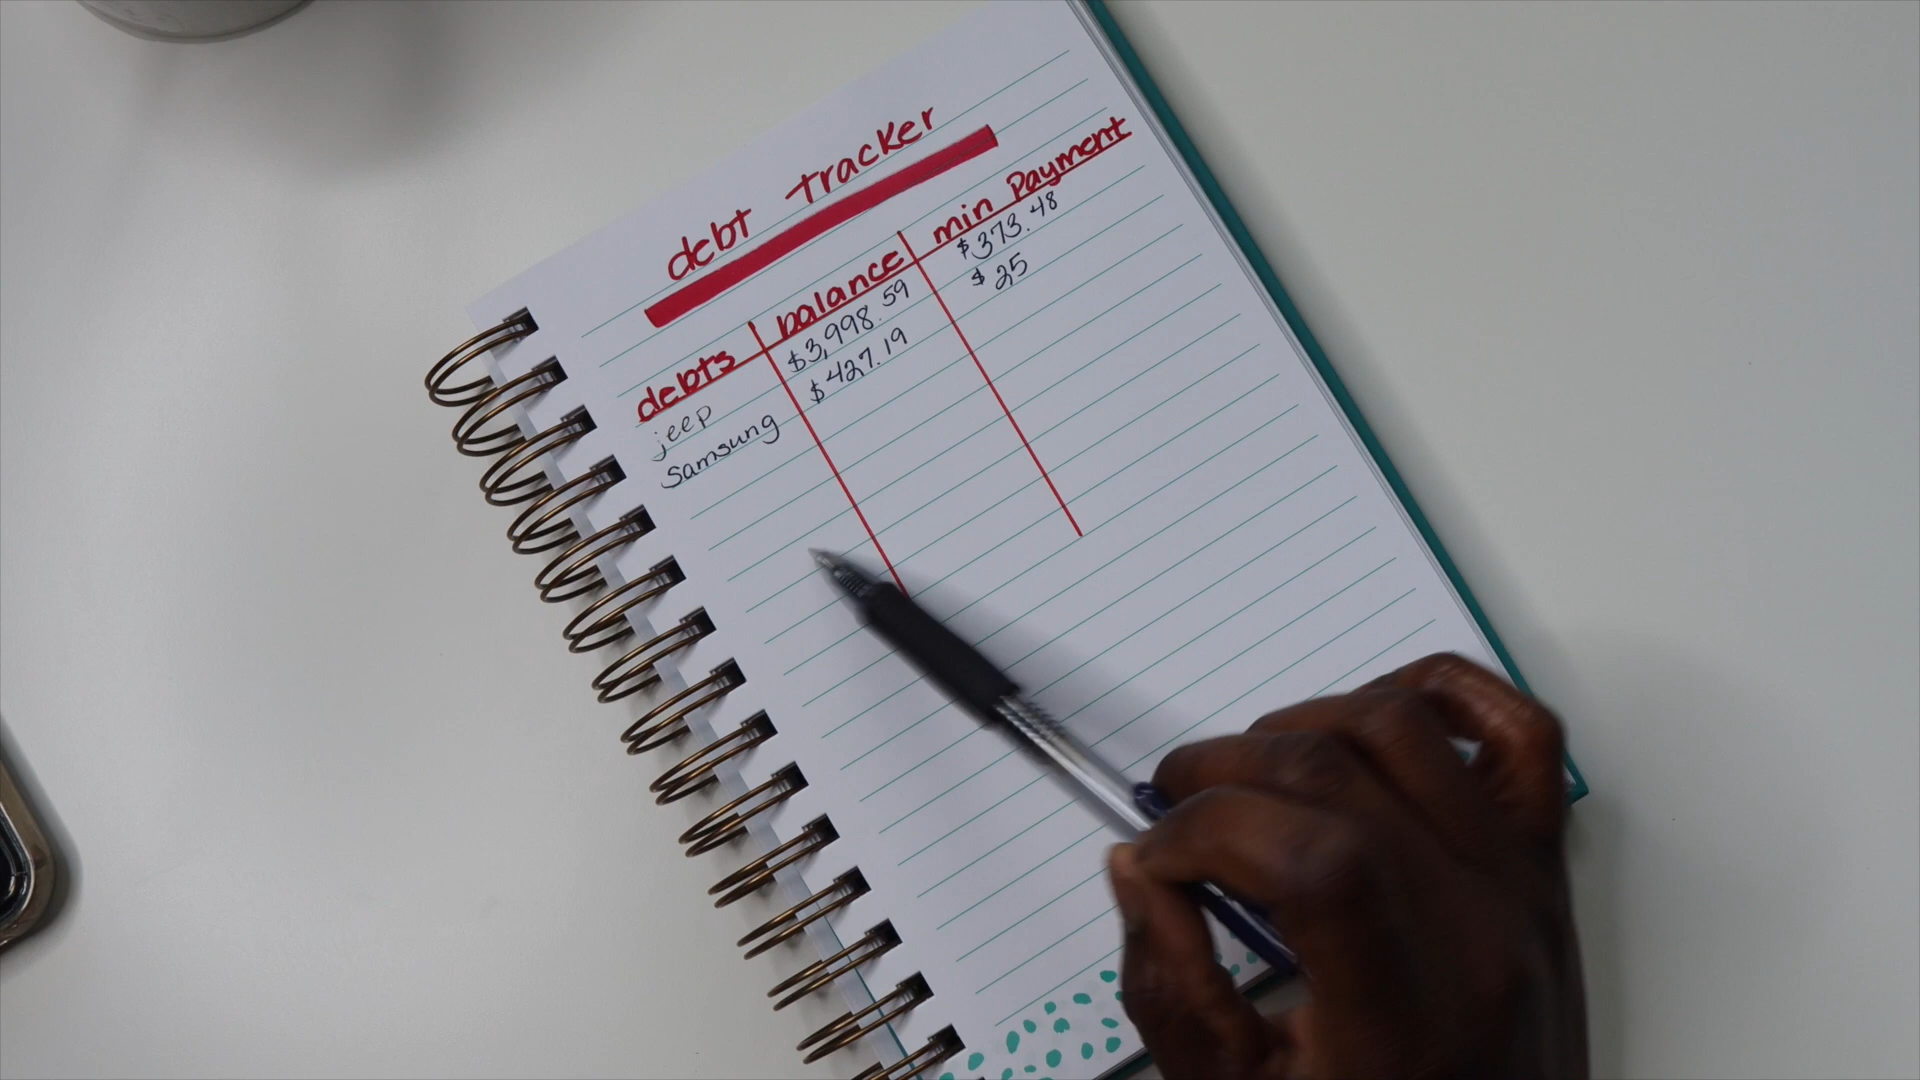 debt tracker
debts balance min payment
jeep $3,998.59 $373.48
samsung $427.19 $25